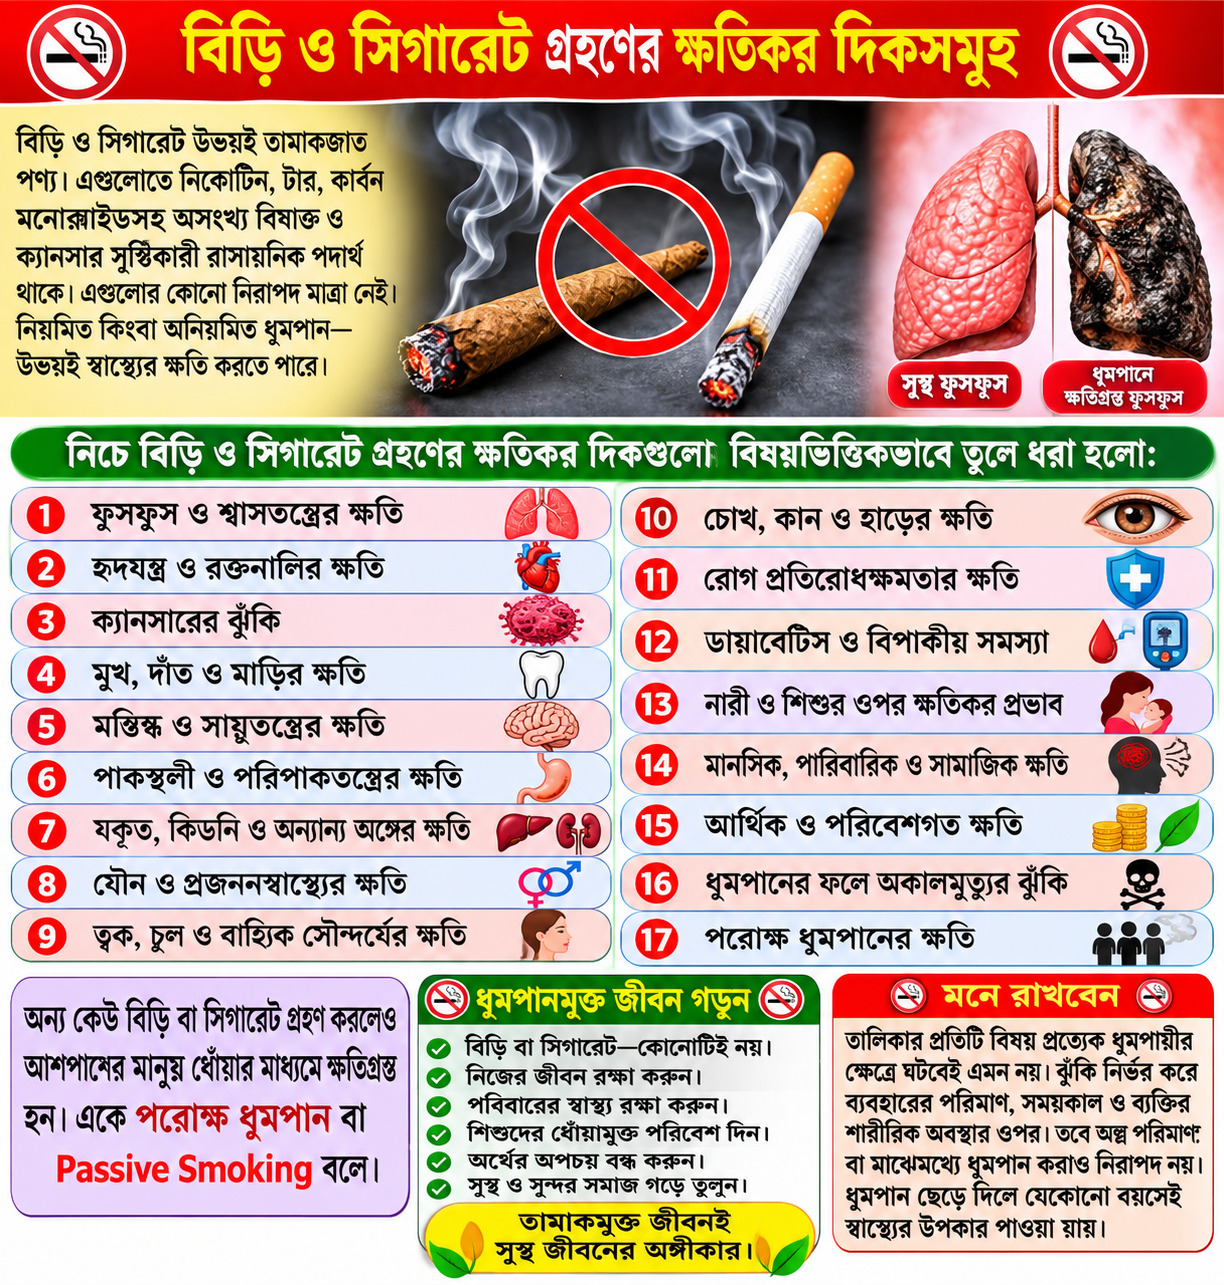 বিড়ি ও সিগারেট গ্রহণের ক্ষতিকর দিকসমূহ
বিড়ি ও সিগারেট উভয়ই তামাকজাত
পণ্য। এগুলোতে নিকোটিন, টার, কার্বন
মনোক্সাইডসহ অসংখ্য বিষাক্ত ও
ক্যানসার সৃষ্টিকারী রাসায়নিক পদার্থ
থাকে। এগুলোর কোনো নিরাপদ মাত্রা নেই।
নিয়মিত কিংবা অনিয়মিত ধুমপান—
উভয়ই স্বাস্থ্যের ক্ষতি করতে পারে।
সুস্থ ফুসফুস
ধুমপানে
ক্ষতিগ্রস্ত ফুসফুস
নিচে বিড়ি ও সিগারেট গ্রহণের ক্ষতিকর দিকগুলো বিষয়ভিত্তিকভাবে তুলে ধরা হলো:
1 ফুসফুস ও শ্বাসতন্ত্রের ক্ষতি
2 হৃদযন্ত্র ও রক্তনালির ক্ষতি
3 ক্যানসারের ঝুঁকি
4 মুখ, দাঁত ও মাড়ির ক্ষতি
5 মস্তিষ্ক ও সায়ুতন্ত্রের ক্ষতি
6 পাকস্থলী ও পরিপাকতন্ত্রের ক্ষতি
7 যকৃত, কিডনি ও অন্যান্য অঙ্গের ক্ষতি
8 যৌন ও প্রজননস্বাস্থ্যের ক্ষতি
9 ত্বক, চুল ও বাহ্যিক সৌন্দর্যের ক্ষতি
10 চোখ, কান ও হাড়ের ক্ষতি
11 রোগ প্রতিরোধক্ষমতার ক্ষতি
12 ডায়াবেটিস ও বিপাকীয় সমস্যা
13 নারী ও শিশুর ওপর ক্ষতিকর প্রভাব
14 মানসিক, পারিবারিক ও সামাজিক ক্ষতি
15 আর্থিক ও পরিবেশগত ক্ষতি
16 ধুমপানের ফলে অকালমৃত্যুর ঝুঁকি
17 পরোক্ষ ধুমপানের ক্ষতি
অন্য কেউ বিড়ি বা সিগারেট গ্রহণ করলেও
আশপাষের মানুষ ধোঁয়ার মাধ্যমে ক্ষতিগ্রস্ত
হন। একে পরোক্ষ ধুমপান বা
Passive Smoking বলে।
ধুমপানমুক্ত জীবন গড়ুন
বিড়ি বা সিগারেট—কোনোটিই নয়।
নিজের জীবন রক্ষা করুন।
পবিবারের স্বাস্থ্য রক্ষা করুন।
শিশুদের ধোঁয়ামুক্ত পরিবেশ দিন।
অর্থের অপচয় বন্ধ করুন।
সুস্থ ও সুন্দর সমাজ গড়ে তুলুন।
তামাকমুক্ত জীবনই
সুস্থ জীবনের অঙ্গীকার।
মনে রাখবেন
তালিকার প্রতিটি বিষয় প্রত্যেক ধুমপায়ীর
ক্ষেত্রে ঘটবেই এমন নয়। ঝুঁকি নির্ভর করে
ব্যবহারের পরিমাণ, সময়কাল ও ব্যক্তির
শারীরিক অবস্থার ওপর। তবে অল্প পরিমাণ
বা মাঝেমখ্যে ধুমপান করাও নিরাপদ নয়।
ধুমপান ছেড়ে দিলে যেকোনো বয়সেই
স্বাস্থ্যের উপকার পাওয়া যায়।